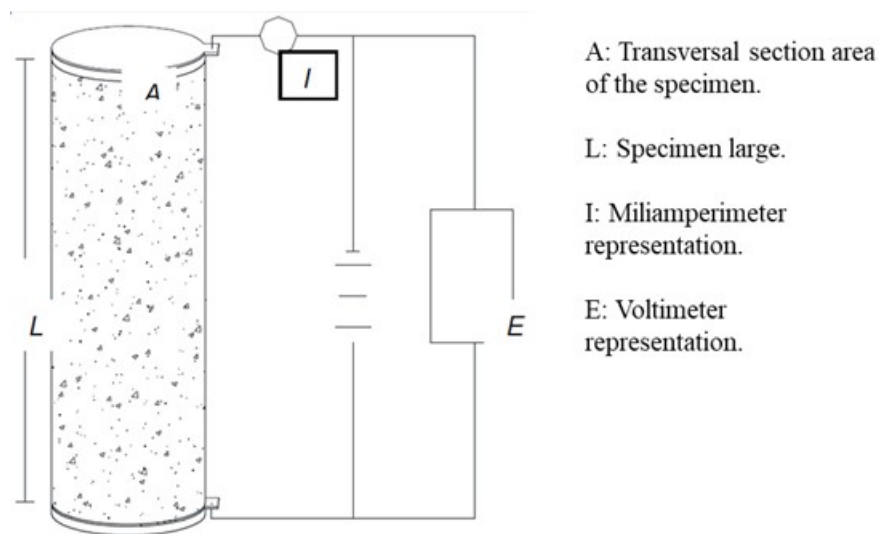 A
I
L
E
A: Transversal section area
of the specimen.
L: Specimen large.
I: Miliamperimeter
representation.
E: Voltimeter
representation.